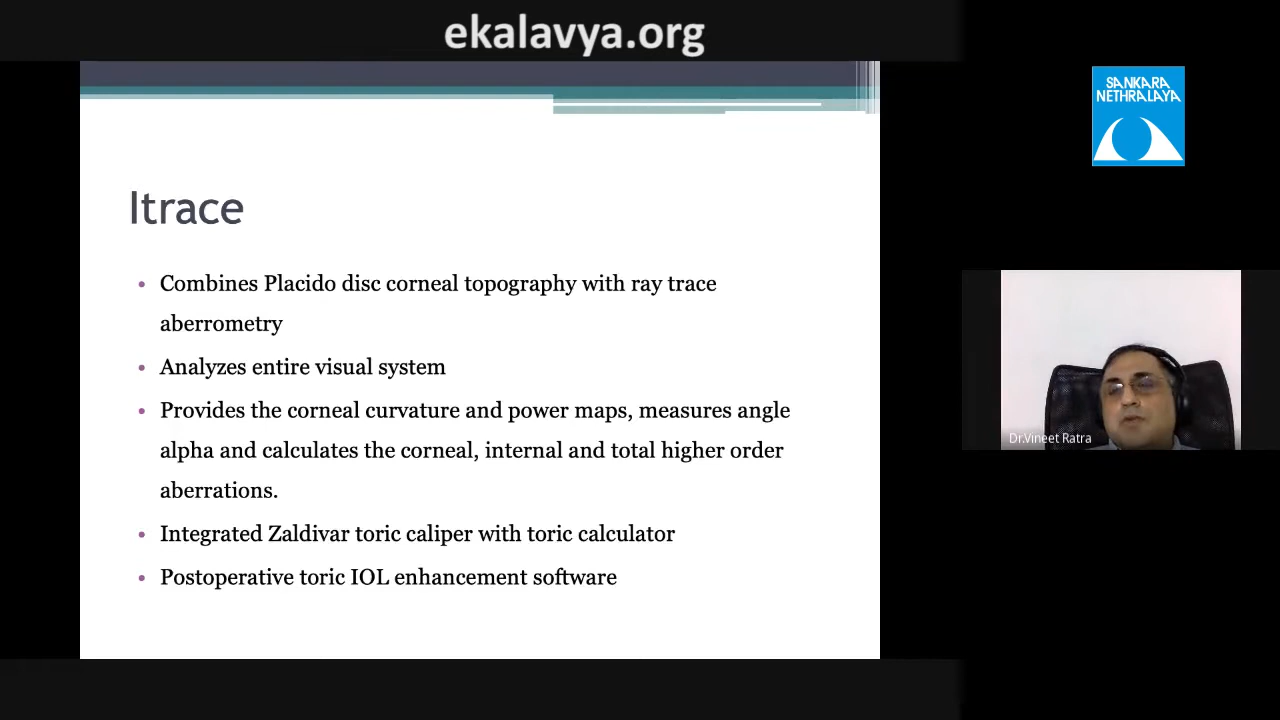 ekalavya.org
SANKARA
NETHRALAYA
Itrace
• Combines Placido disc corneal topography with ray trace
aberrometry
• Analyzes entire visual system
• Provides the corneal curvature and power maps, measures angle
alpha and calculates the corneal, internal and total higher order
aberrations.
• Integrated Zaldivar toric caliper with toric calculator
• Postoperative toric IOL enhancement software
Dr.Vineet Ratra